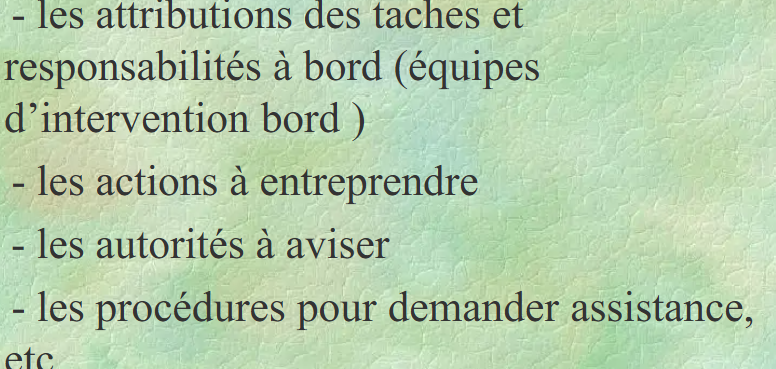 - les attributions des taches et
responsabilités à bord (équipes
d’intervention bord )
- les actions à entreprendre
- les autorités à aviser
- les procédures pour demander assistance,
etc